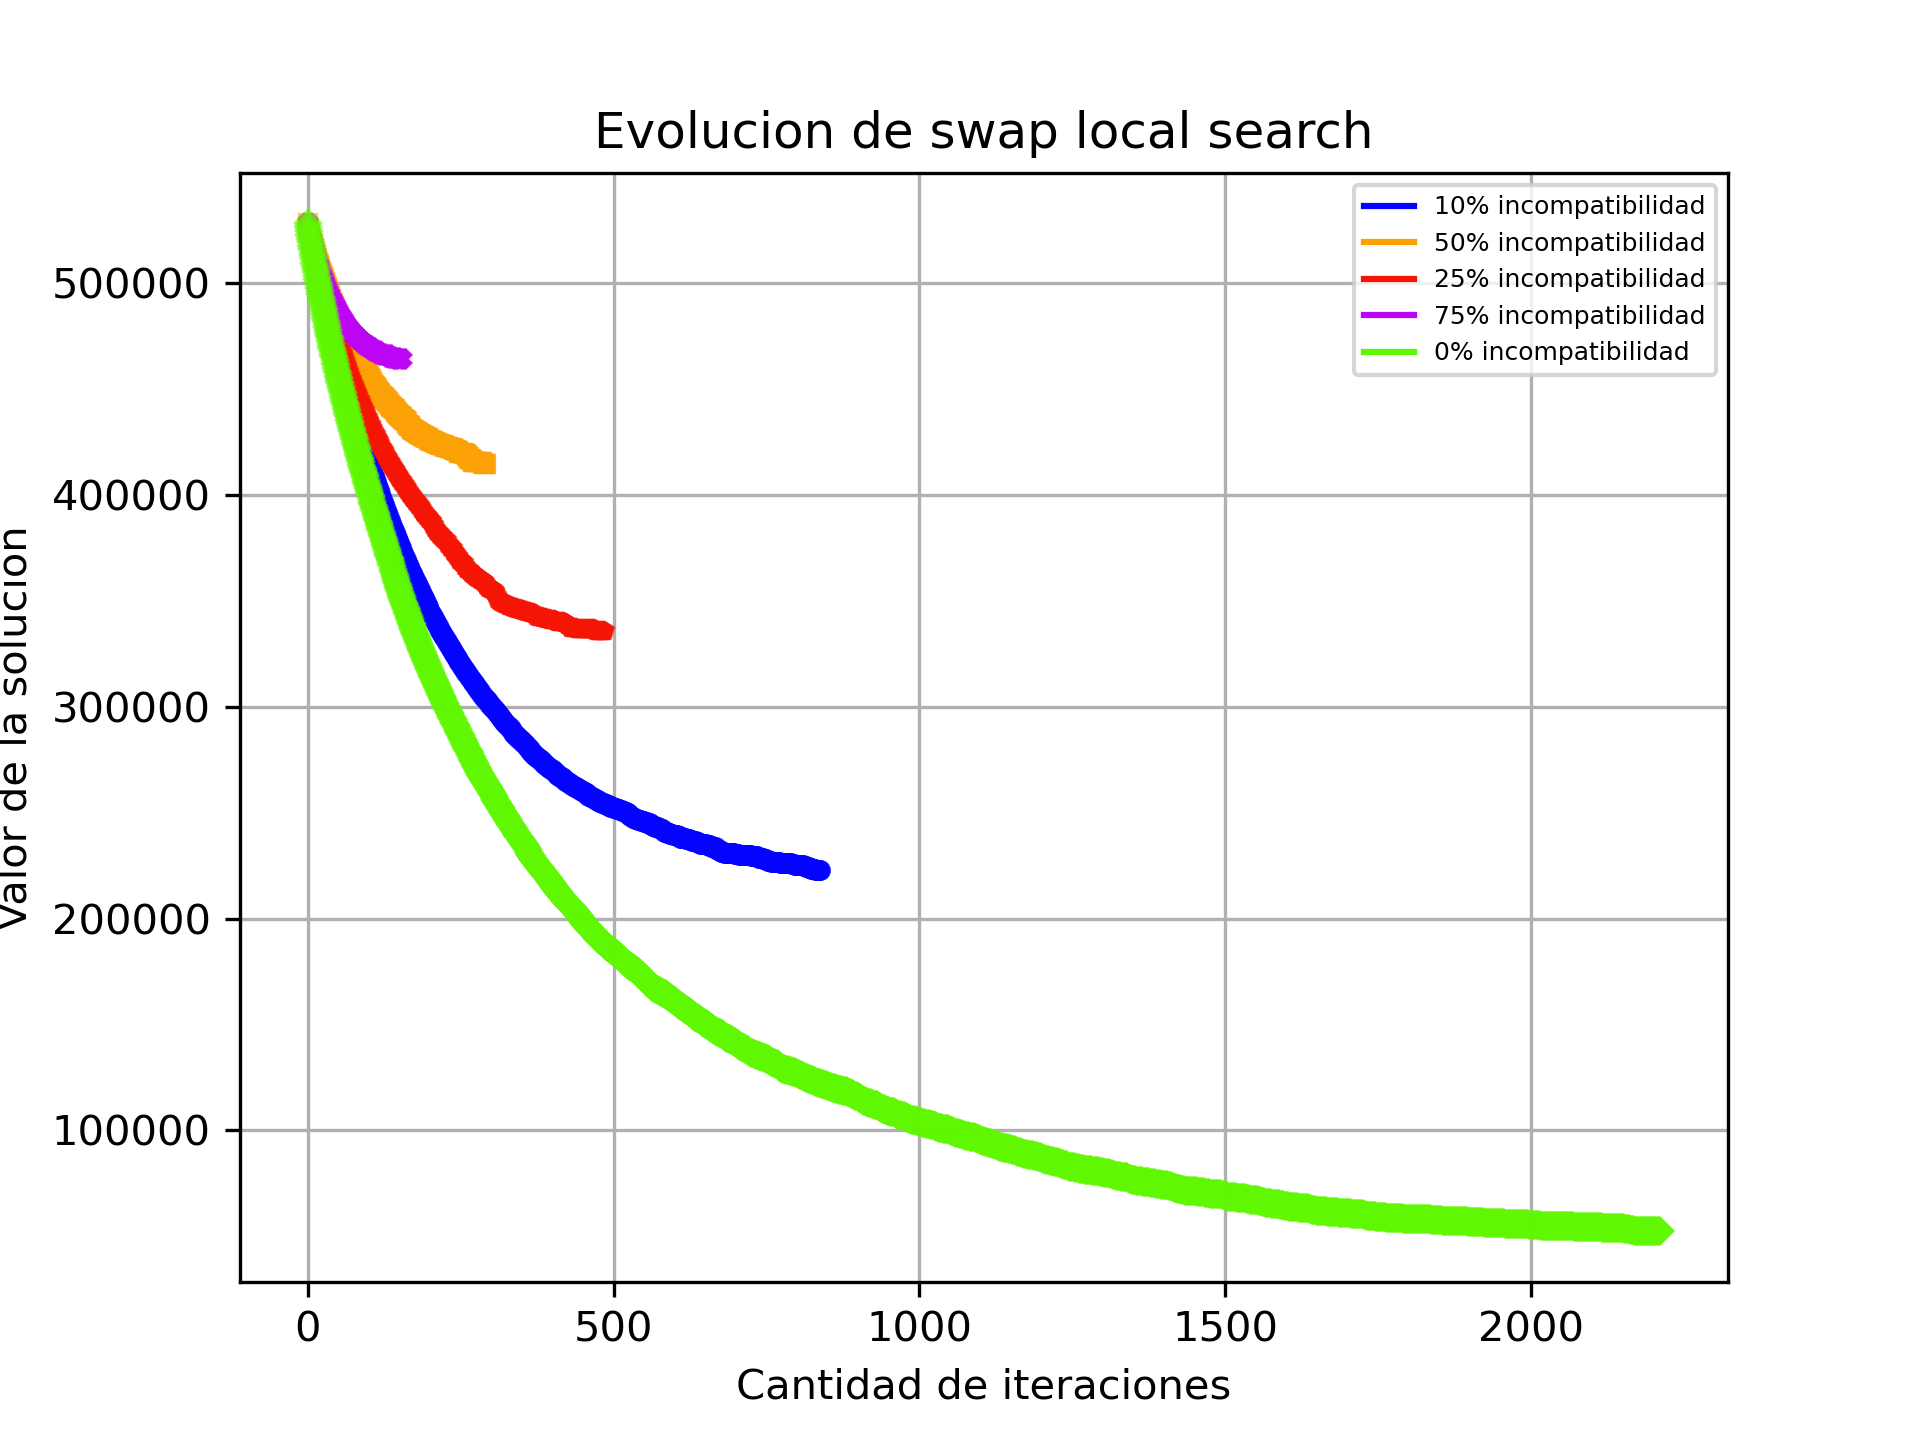 Evolucion de swap local search
10% incompatibilidad
50% incompatibilidad
25% incompatibilidad
75% incompatibilidad
0% incompatibilidad
Valor de la solucion
500000
400000
300000
200000
100000
0 500 1000 1500 2000
Cantidad de iteraciones